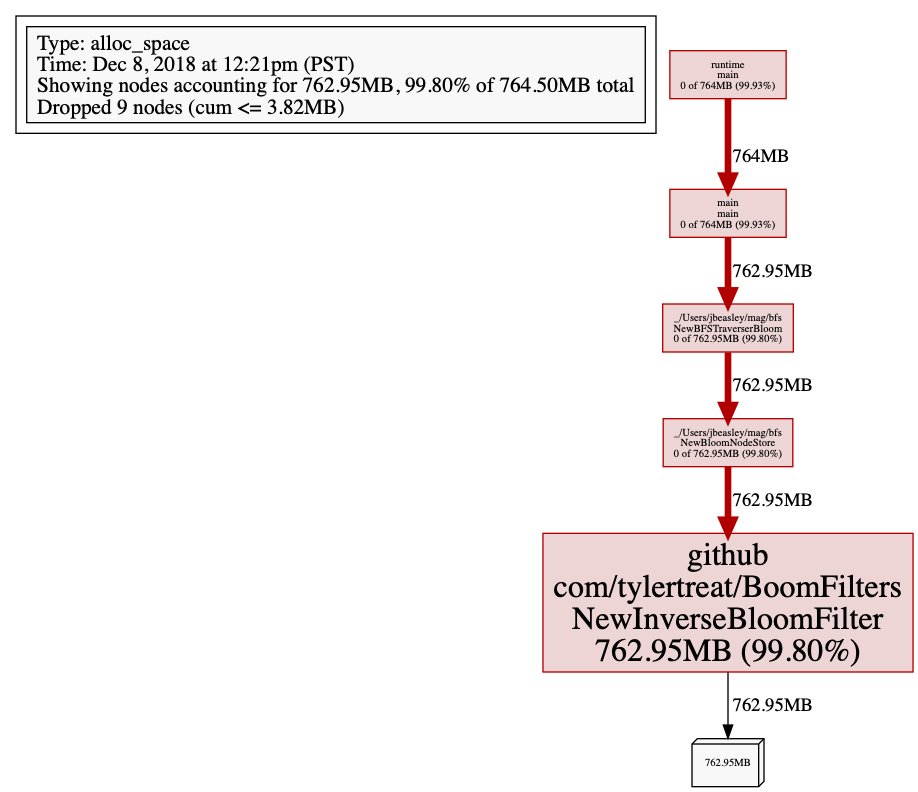 Type: alloc_space
Time: Dec 8, 2018 at 12:21pm (PST)
Showing nodes accounting for 762.95MB, 99.80% of 764.50MB total
Dropped 9 nodes (cum <= 3.82MB)
runtime
main
0 of 764MB (99.93%)
764MB
main
main
0 of 764MB (99.93%)
762.95MB
_/Users/jbeasley/mag/bfs
NewBFSTraverserBloom
0 of 762.95MB (99.80%)
762.95MB
_/Users/jbeasley/mag/bfs
NewBloomNodeStore
0 of 762.95MB (99.80%)
762.95MB
github
com/tylertreat/BoomFilters
NewInverseBloomFilter
762.95MB (99.80%)
762.95MB
762.95MB